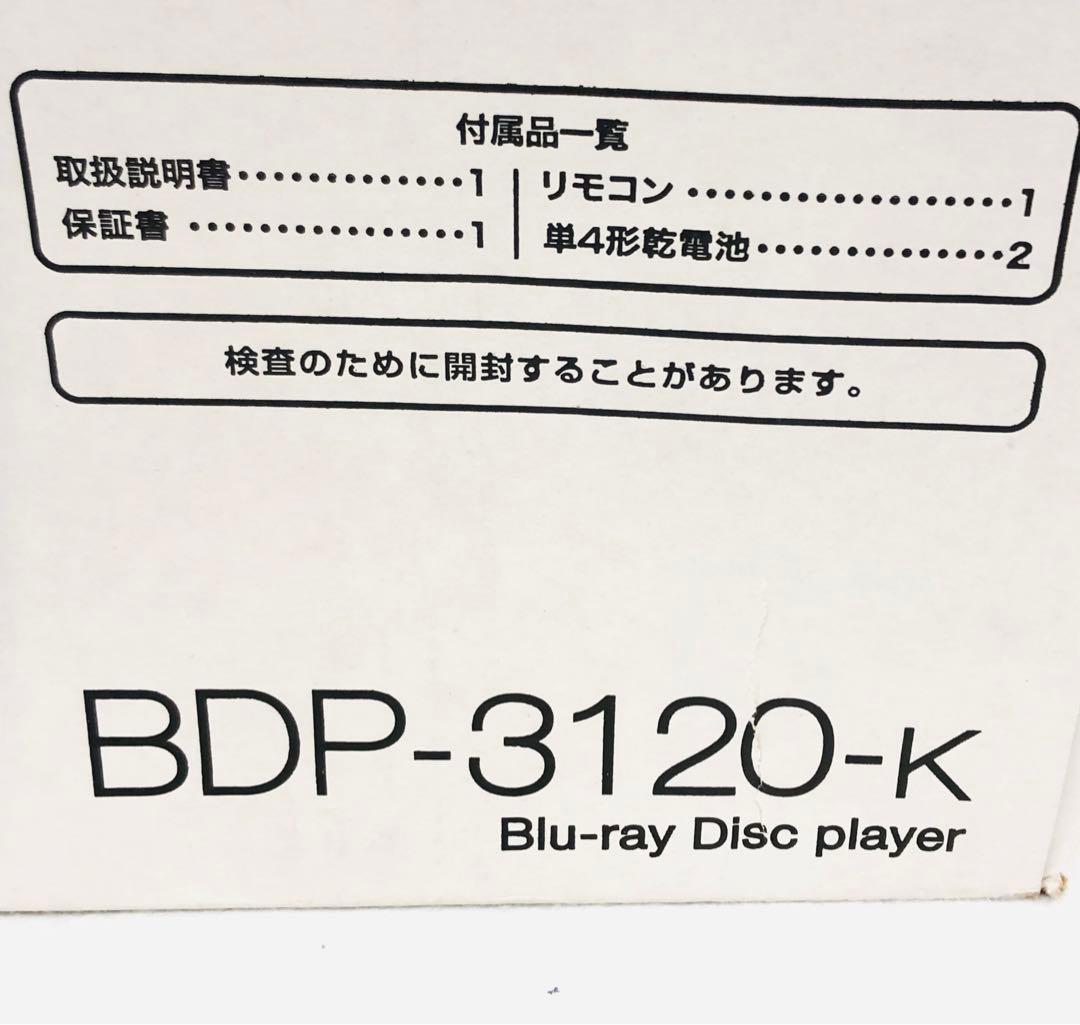 付属品一覧
取扱説明書・・・・・・・・・・・・・1
保証書・・・・・・・・・・・・・・・・1
リモコン・・・・・・・・・・・・・・・・・・1
単4形乾電池・・・・・・・・・・・・・・2
検査のために開封することがあります。
BDP-3120-K
Blu-ray Disc player